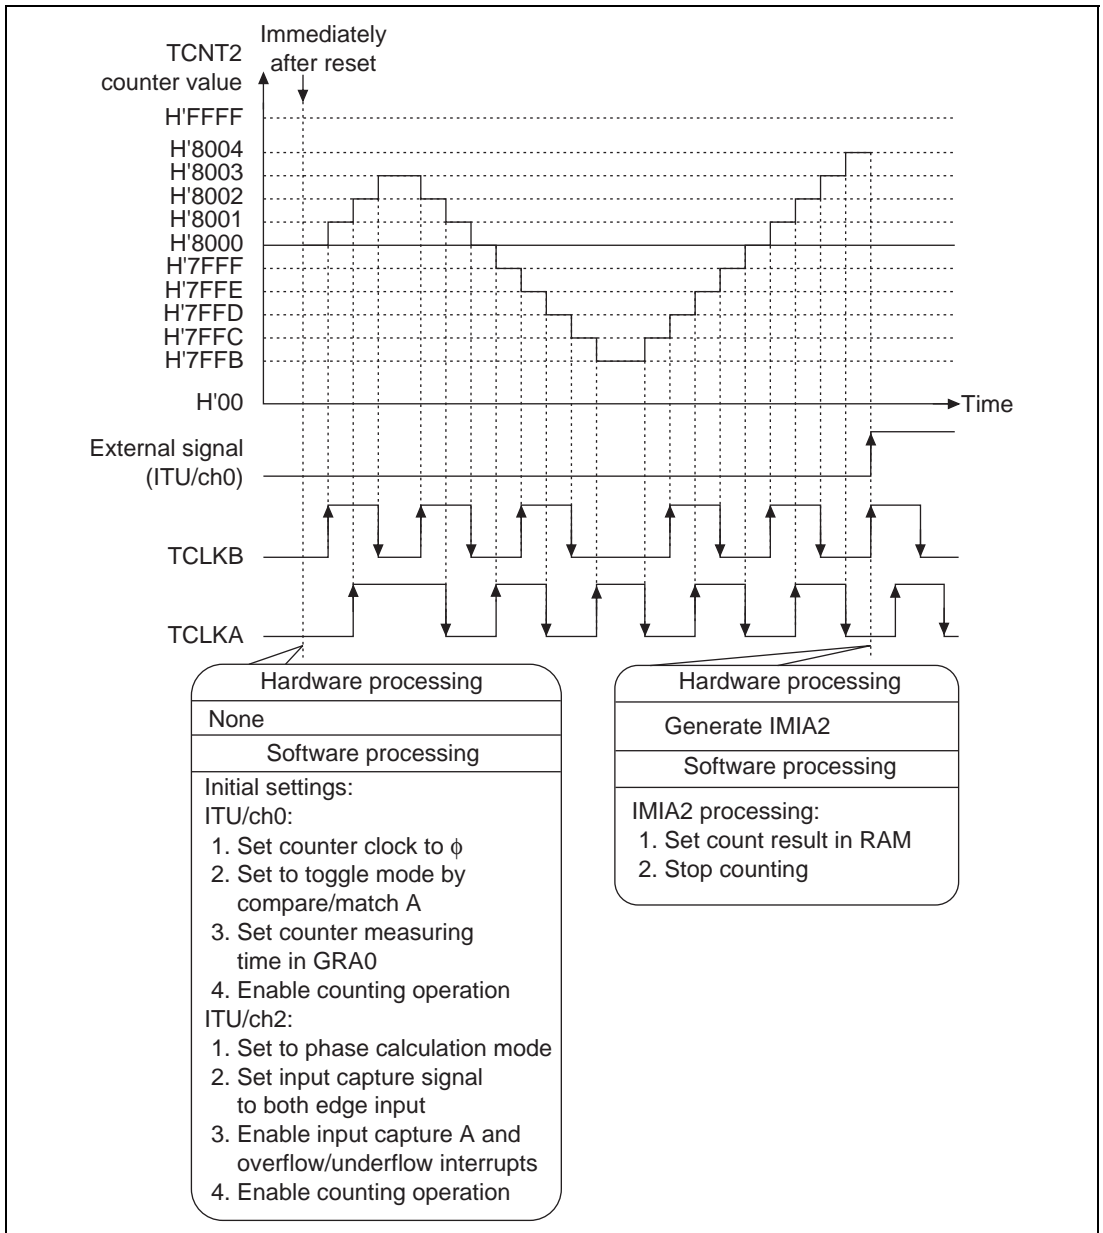 Immediately
after reset
TCNT2
counter value
H'FFFF
H'8004
H'8003
H'8002
H'8001
H'8000
H'7FFF
H'7FFE
H'7FFD
H'7FFC
H'7FFB
H'00
Time
External signal
(ITU/ch0)
TCLKB
TCLKA
Hardware processing
None
Software processing
Initial settings:
ITU/ch0:
1. Set counter clock to ϕ
2. Set to toggle mode by
compare/match A
3. Set counter measuring
time in GRA0
4. Enable counting operation
ITU/ch2:
1. Set to phase calculation mode
2. Set input capture signal
to both edge input
3. Enable input capture A and
overflow/underflow interrupts
4. Enable counting operation
Hardware processing
Generate IMIA2
Software processing
IMIA2 processing:
1. Set count result in RAM
2. Stop counting